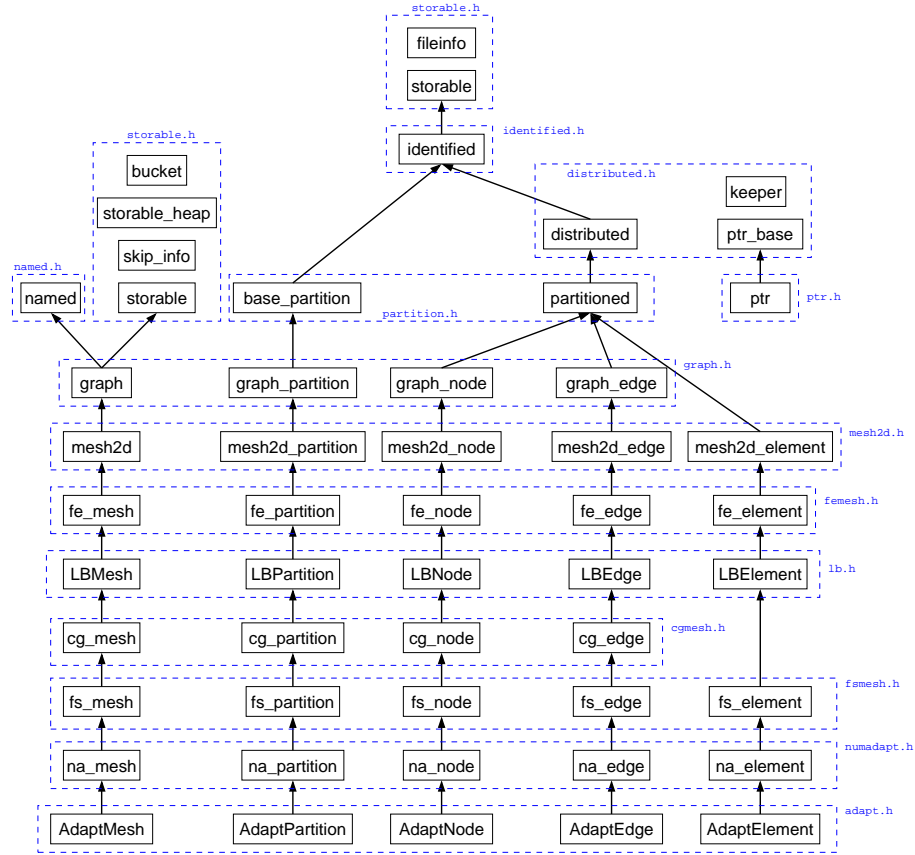 storable.h
fileinfo
storable
identified.h
identified
storable.h
bucket
storable_heap
skip_info
storable
distributed.h
keeper
distributed
ptr_base
named.h
named
base_partition
partitioned
partition.h
ptr
ptr.h
graph.h
graph
graph_partition
graph_node
graph_edge
mesh2d.h
mesh2d
mesh2d_partition
mesh2d_node
mesh2d_edge
mesh2d_element
femesh.h
fe_mesh
fe_partition
fe_node
fe_edge
fe_element
lb.h
LBMesh
LBPartition
LBNode
LBEdge
LBElement
cgmesh.h
cg_mesh
cg_partition
cg_node
cg_edge
fsmesh.h
fs_mesh
fs_partition
fs_node
fs_edge
fs_element
numadapt.h
na_mesh
na_partition
na_node
na_edge
na_element
adapt.h
AdaptMesh
AdaptPartition
AdaptNode
AdaptEdge
AdaptElement